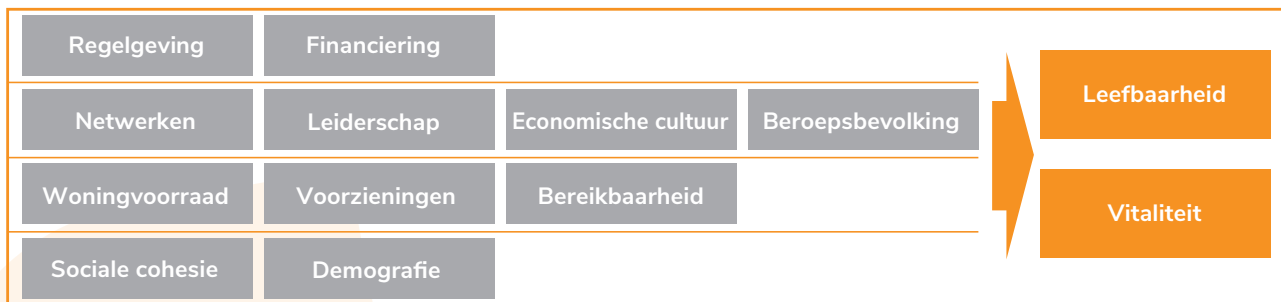 Regelgeving
Financiering
Netwerken
Leiderschap
Economische cultuur
Beroepsbevolking
Woningvoorraad
Voorzieningen
Bereikbaarheid
Sociale cohesie
Demografie
Leefbaarheid
Vitaliteit